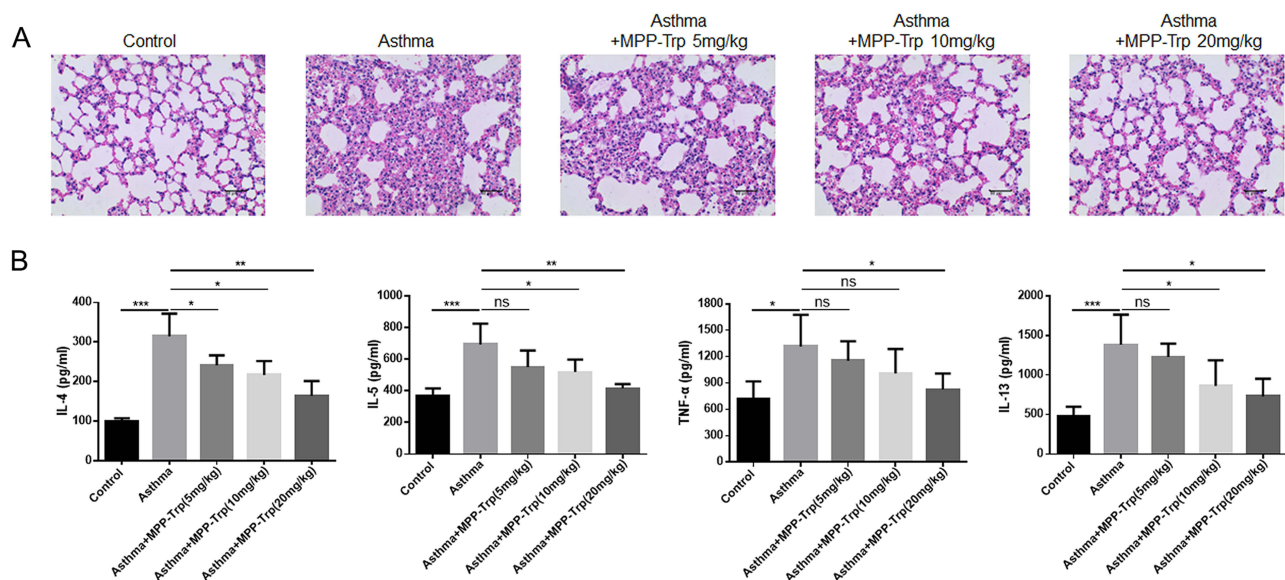 A
Control
Asthma
Asthma
+MPP-Trp 5mg/kg
Asthma
+MPP-Trp 10mg/kg
Asthma
+MPP-Trp 20mg/kg
B
**
*
***
*
IL-4 (pg/ml)
400
300
200
100
0
Control
Asthma
Asthma+MPP-Trp(5mg/kg)
Asthma+MPP-Trp(10mg/kg)
Asthma+MPP-Trp(20mg/kg)
**
*
***
ns
IL-5 (pg/ml)
1000
800
600
400
200
0
Control
Asthma
Asthma+MPP-Trp(5mg/kg)
Asthma+MPP-Trp(10mg/kg)
Asthma+MPP-Trp(20mg/kg)
*
ns
*
ns
TNF-α (pg/ml)
1800
1500
1200
900
600
300
0
Control
Asthma
Asthma+MPP-Trp(5mg/kg)
Asthma+MPP-Trp(10mg/kg)
Asthma+MPP-Trp(20mg/kg)
*
*
***
ns
IL-13 (pg/ml)
2000
1500
1000
500
0
Control
Asthma
Asthma+MPP-Trp(5mg/kg)
Asthma+MPP-Trp(10mg/kg)
Asthma+MPP-Trp(20mg/kg)